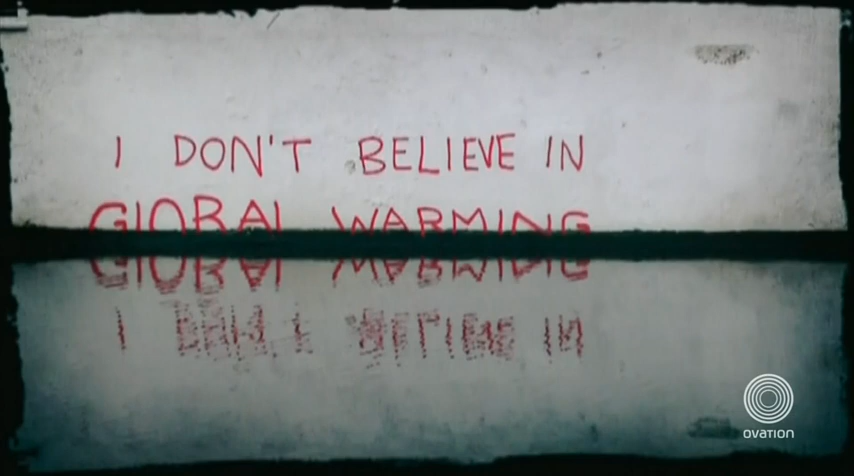 I DON'T BELIEVE IN
GLOBAL WARMING
OVATION